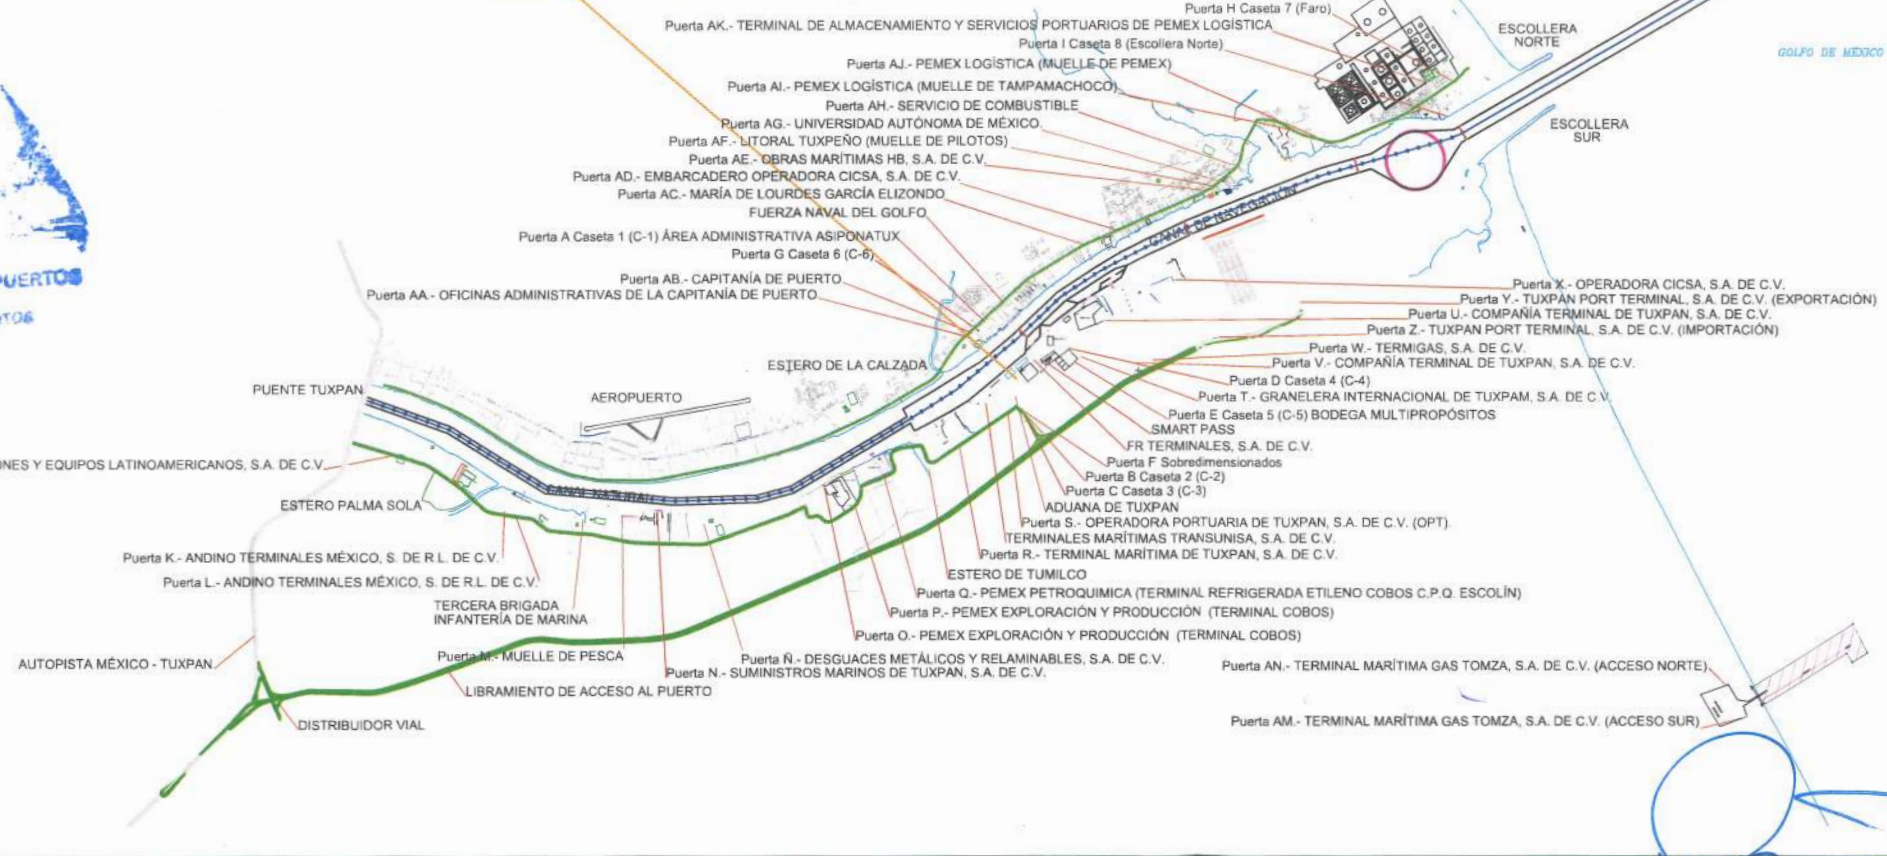 Puerta H Caseta 7 (Faro)
Puerta AK.- TERMINAL DE ALMACENAMIENTO Y SERVICIOS PORTUARIOS DE PEMEX LOGÍSTICA
ESCOLLERA
NORTE
Puerta I Caseta 8 (Escollera Norte)
GOLFO DE MÉXICO
Puerta AJ.- PEMEX LOGÍSTICA (MUELLE DE PEMEX)
Puerta AI.- PEMEX LOGÍSTICA (MUELLE DE TAMPAMACHOCO)
Puerta AH.- SERVICIO DE COMBUSTIBLE
Puerta AG.- UNIVERSIDAD AUTÓNOMA DE MÉXICO
ESCOLLERA
SUR
Puerta AF.- LITORAL TUXPEÑO (MUELLE DE PILOTOS)
Puerta AE.- OBRAS MARÍTIMAS HB, S.A. DE C.V.
Puerta AD.- EMBARCADERO OPERADORA CICSA, S.A. DE C.V.
Puerta AC.- MARÍA DE LOURDES GARCÍA ELIZONDO
FUERZA NAVAL DEL GOLFO
CANAL DE NAVEGACIÓN
Puerta A Caseta 1 (C-1) ÁREA ADMINISTRATIVA ASIPONATUX
Puerta G Caseta 6 (C-6)
PUERTOS
Puerta AB.- CAPITANÍA DE PUERTO
Puerta AA.- OFICINAS ADMINISTRATIVAS DE LA CAPITANÍA DE PUERTO
Puerta X.- OPERADORA CICSA, S.A. DE C.V.
Puerta Y.- TUXPAN PORT TERMINAL, S.A. DE C.V. (EXPORTACIÓN)
Puerta U.- COMPAÑÍA TERMINAL DE TUXPAN, S.A. DE C.V.
Puerta Z.- TUXPAN PORT TERMINAL, S.A. DE C.V. (IMPORTACIÓN)
Puerta W.- TERMIGAS, S.A. DE C.V.
Puerta V.- COMPAÑÍA TERMINAL DE TUXPAN, S.A. DE C.V.
ESTERO DE LA CALZADA
Puerta D Caseta 4 (C-4)
PUENTE TUXPAN
AEROPUERTO
Puerta T.- GRANELERA INTERNACIONAL DE TUXPAM, S.A. DE C.V.
Puerta E Caseta 5 (C-5) BODEGA MULTIPROPÓSITOS
SMART PASS
FR TERMINALES, S.A. DE C.V.
Puerta F Sobredimensionados
ONES Y EQUIPOS LATINOAMERICANOS, S.A. DE C.V.
Puerta B Caseta 2 (C-2)
Puerta C Caseta 3 (C-3)
CANAL NATURAL
ESTERO PALMA SOLA
ADUANA DE TUXPAN
Puerta S.- OPERADORA PORTUARIA DE TUXPAN, S.A. DE C.V. (OPT)
TERMINALES MARÍTIMAS TRANSUNISA, S.A. DE C.V.
Puerta R.- TERMINAL MARÍTIMA DE TUXPAN, S.A. DE C.V.
Puerta K.- ANDINO TERMINALES MÉXICO, S. DE R.L. DE C.V.
ESTERO DE TUMILCO
Puerta L.- ANDINO TERMINALES MÉXICO, S. DE R.L. DE C.V.
Puerta Q.- PEMEX PETROQUIMICA (TERMINAL REFRIGERADA ETILENO COBOS C.P.Q. ESCOLÍN)
TERCERA BRIGADA
INFANTERÍA DE MARINA
Puerta P.- PEMEX EXPLORACIÓN Y PRODUCCIÓN (TERMINAL COBOS)
Puerta O.- PEMEX EXPLORACIÓN Y PRODUCCIÓN (TERMINAL COBOS)
Puerta M.- MUELLE DE PESCA
Puerta Ñ.- DESGUACES METÁLICOS Y RELAMINABLES, S.A. DE C.V.
Puerta N.- SUMINISTROS MARINOS DE TUXPAN, S.A. DE C.V.
AUTOPISTA MÉXICO - TUXPAN
LIBRAMIENTO DE ACCESO AL PUERTO
Puerta AN.- TERMINAL MARÍTIMA GAS TOMZA, S.A. DE C.V. (ACCESO NORTE)
DISTRIBUIDOR VIAL
Puerta AM.- TERMINAL MARÍTIMA GAS TOMZA, S.A. DE C.V. (ACCESO SUR)